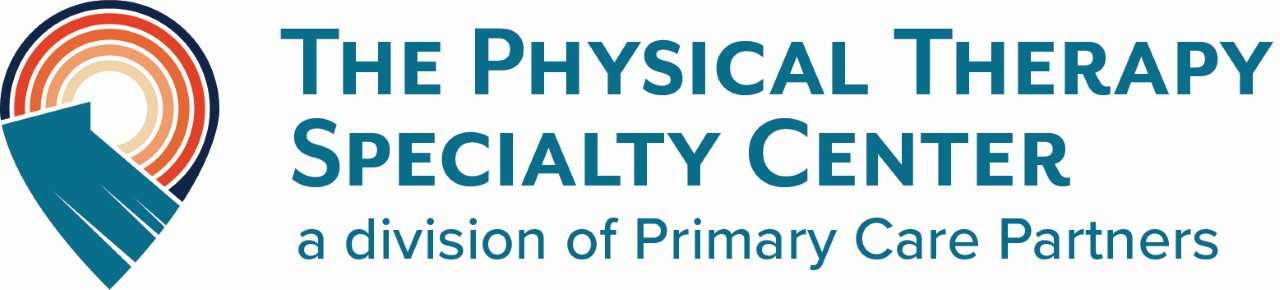 THE PHYSICAL THERAPY
SPECIALTY CENTER
a division of Primary Care Partners